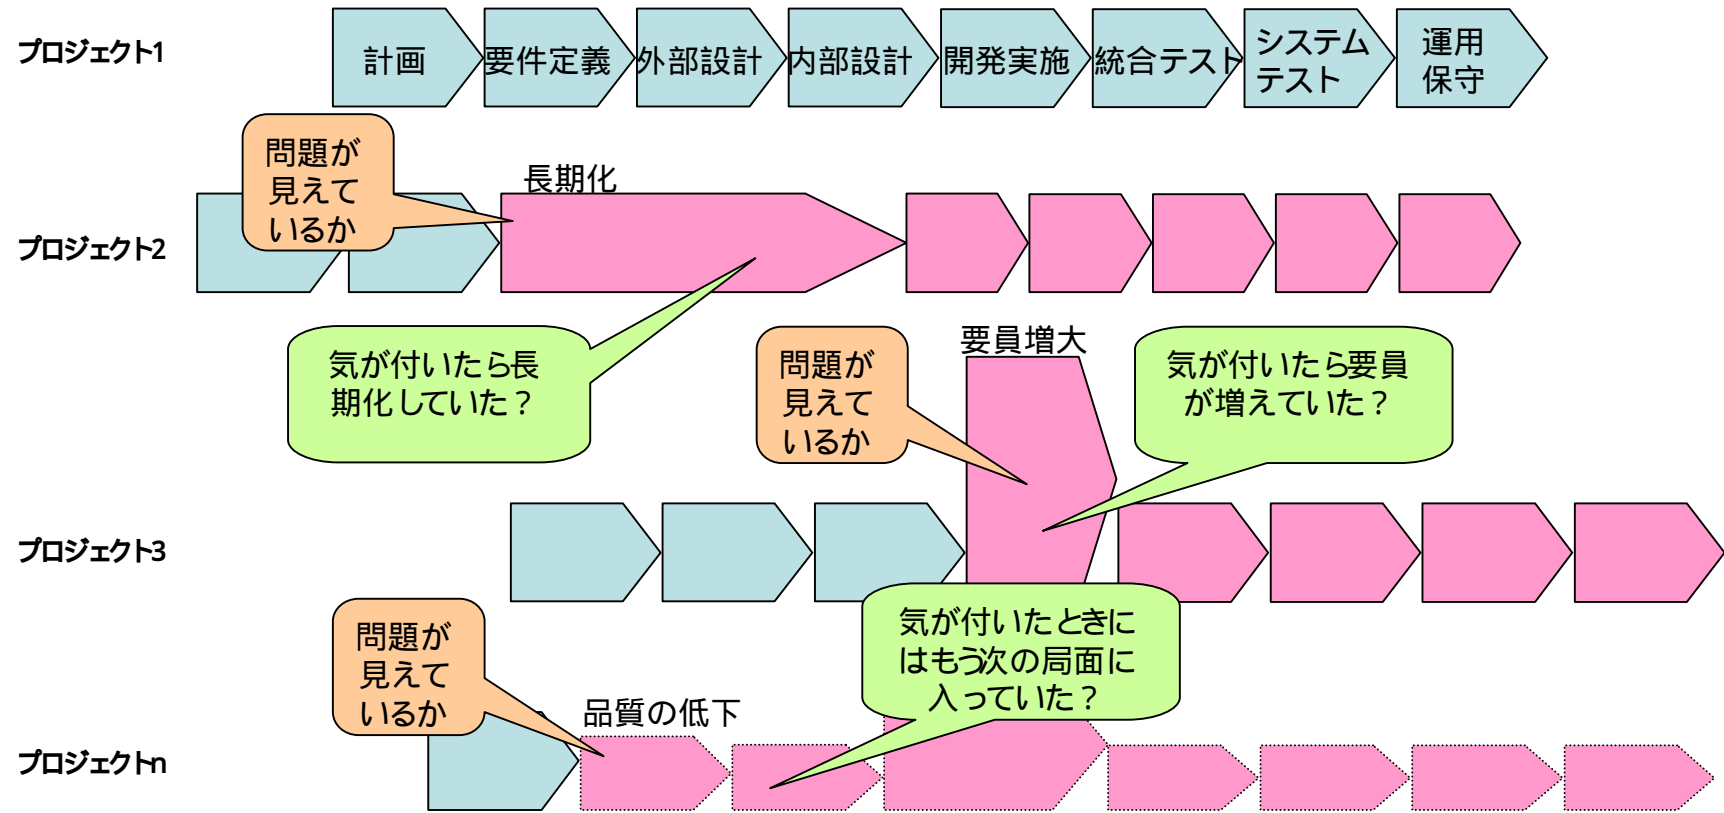 プロジェクト1
計画
要件定義
外部設計
内部設計
開発実施
統合テスト
システム
テスト
運用
保守
問題が
見えて
いるか
長期化
プロジェクト2
気が付いたら長
期化していた？
問題が
見えて
いるか
要員増大
気が付いたら要員
が増えていた？
プロジェクト3
問題が
見えて
いるか
気が付いたときに
はもう次の局面に
入っていた？
品質の低下
プロジェクトn